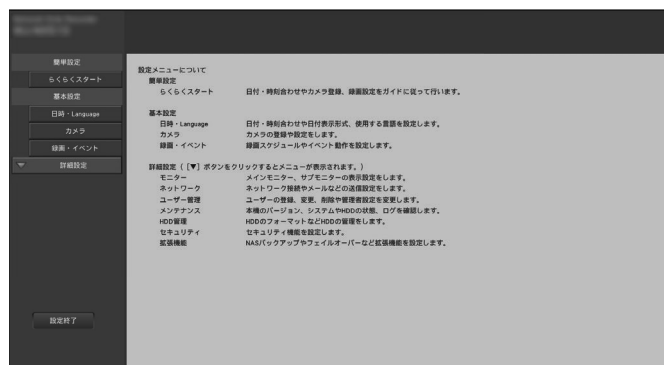 簡単設定
らくらくスタート
基本設定
日時・Language
カメラ
録画・イベント
▼ 詳細設定
設定終了
設定メニューについて
簡単設定
らくらくスタート 日付・時刻合わせやカメラ登録、録画設定をガイドに従って行います。
基本設定
日時・Language 日付・時刻合わせや日付表示形式、使用する言語を設定します。
カメラ カメラの登録や設定をします。
録画・イベント 録画スケジュールやイベント動作を設定します。
詳細設定（［▼］ボタンをクリックするとメニューが表示されます。）
モニター メインモニター、サブモニターの表示設定をします。
ネットワーク ネットワーク接続やメールなどの送信設定をします。
ユーザー管理 ユーザーの登録、変更、削除や管理者設定を変更します。
メンテナンス 本機のバージョン、システムやHDDの状態、ログを確認します。
HDD管理 HDDのフォーマットなどHDDの管理をします。
セキュリティ セキュリティ機能を設定します。
拡張機能 NASバックアップやフェイルオーバーなど拡張機能を設定します。